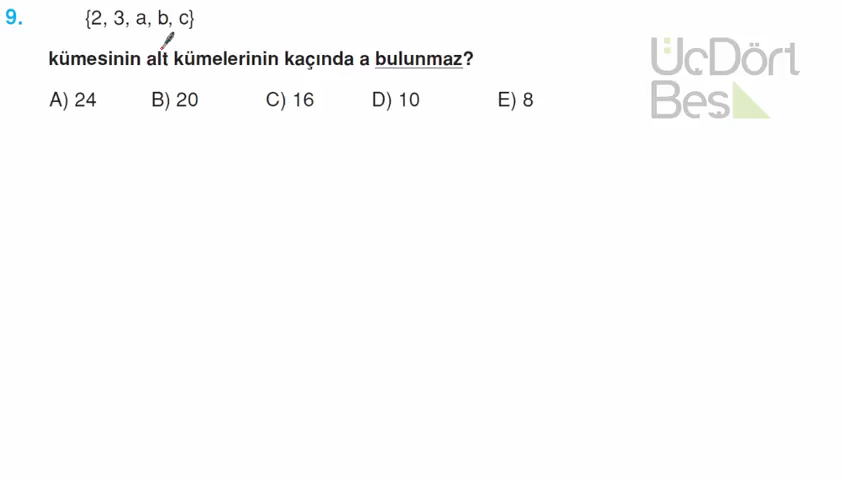 9. {2, 3, a, b, c}
kümesinin alt kümelerinin kaçında a bulunmaz?
A) 24 B) 20 C) 16 D) 10 E) 8
ÜçDört
Beş